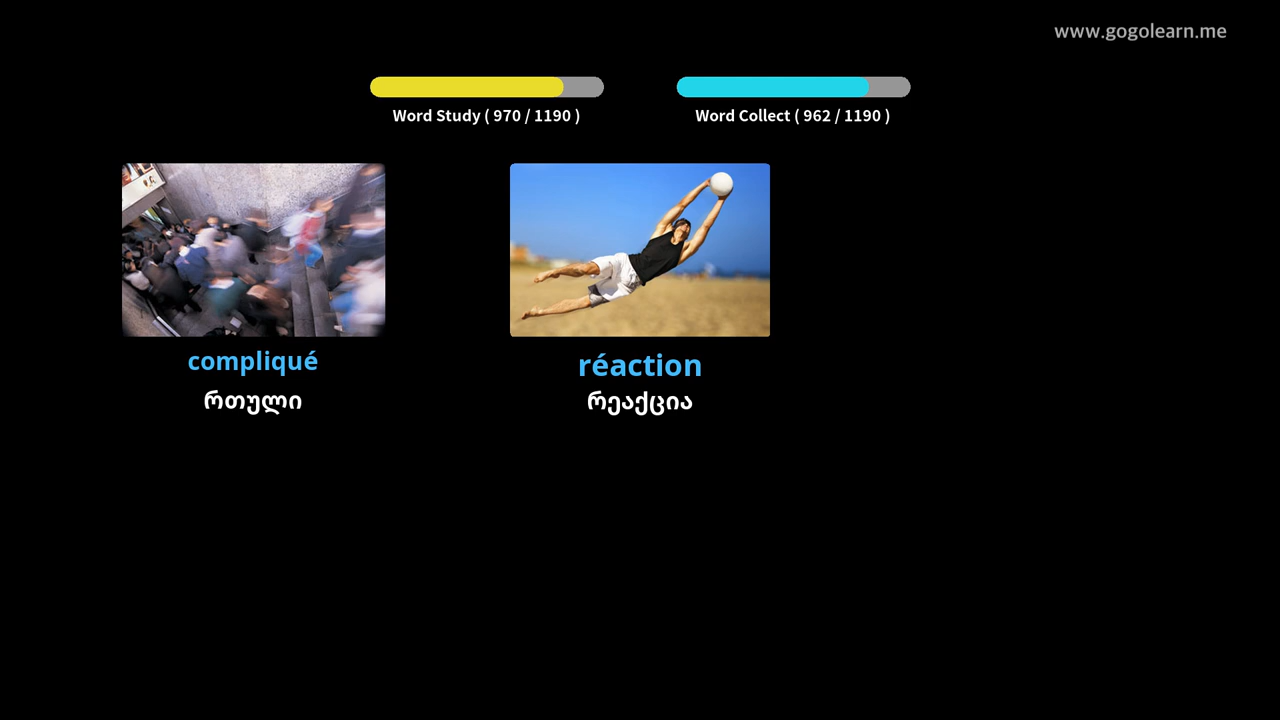 www.gogolearn.me
Word Study ( 970 / 1190 )
Word Collect ( 962 / 1190 )
compliqué
რთული
réaction
რეაქცია